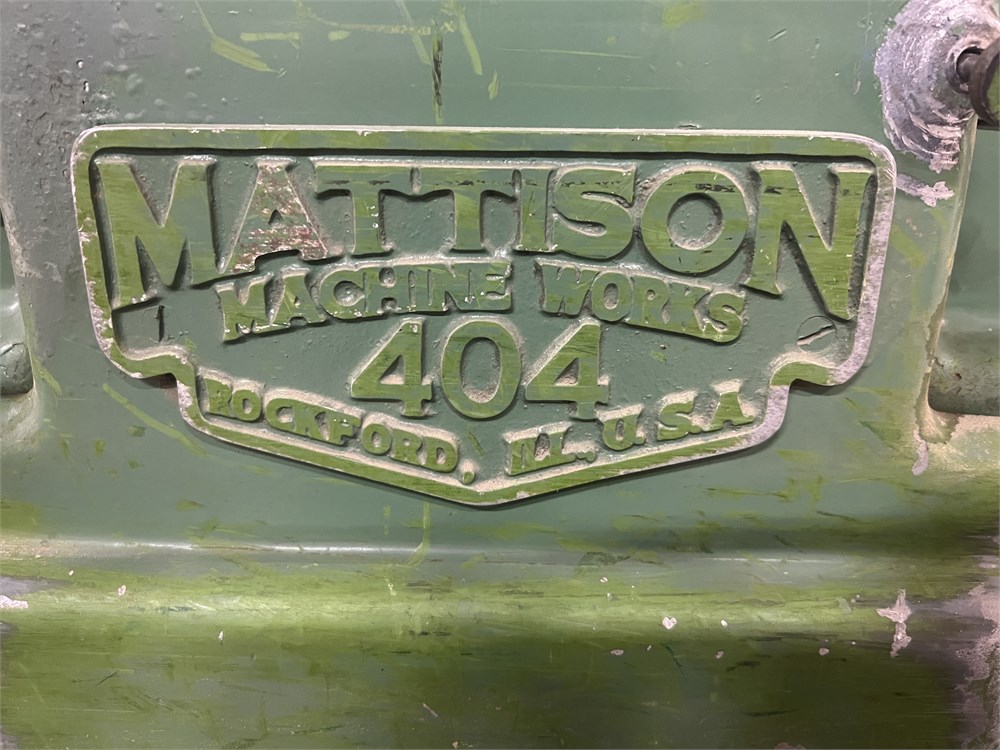 MATTISON
MACHINE WORKS
404
ROCKFORD, ILL., U.S.A.